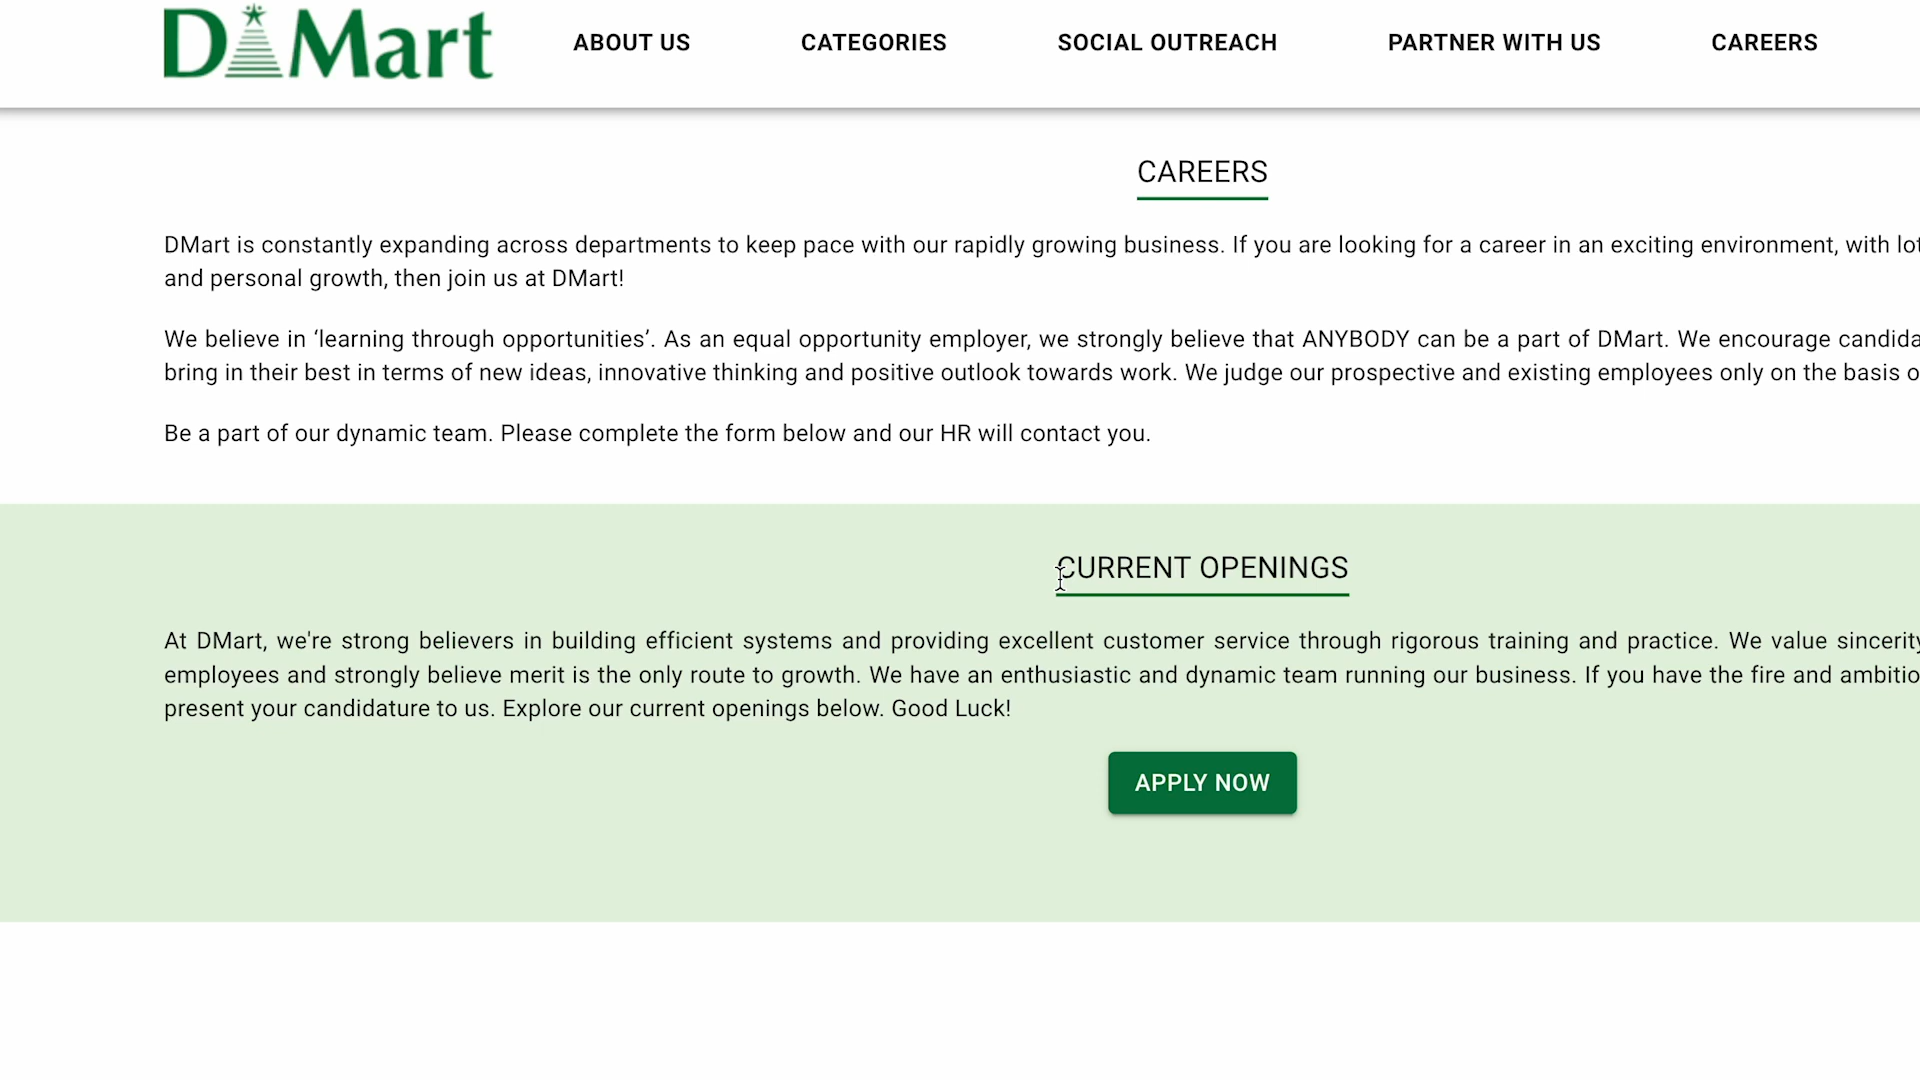 DMart
ABOUT US
CATEGORIES
SOCIAL OUTREACH
PARTNER WITH US
CAREERS
CAREERS
DMart is constantly expanding across departments to keep pace with our rapidly growing business. If you are looking for a career in an exciting environment, with
and personal growth, then join us at DMart!
We believe in ‘learning through opportunities’. As an equal opportunity employer, we strongly believe that ANYBODY can be a part of DMart. We encourage
bring in their best in terms of new ideas, innovative thinking and positive outlook towards work. We judge our prospective and existing employees only on the basis
Be a part of our dynamic team. Please complete the form below and our HR will contact you.
CURRENT OPENINGS
At DMart, we're strong believers in building efficient systems and providing excellent customer service through rigorous training and practice. We value
employees and strongly believe merit is the only route to growth. We have an enthusiastic and dynamic team running our business. If you have the fire and
present your candidature to us. Explore our current openings below. Good Luck!
APPLY NOW